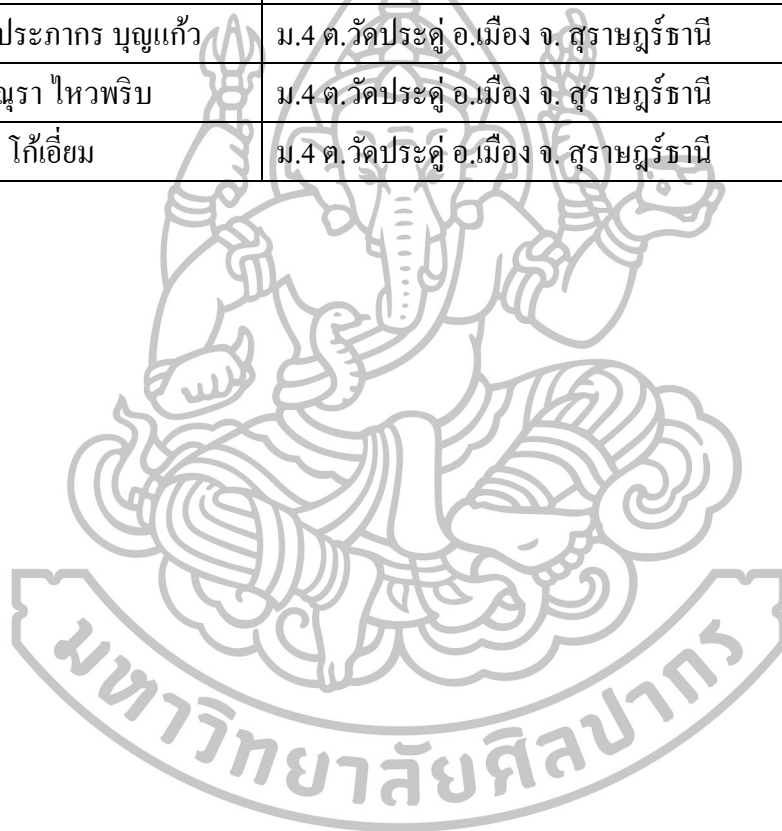 ประภากร บุญแก้ว ม.4 ต.วัดประดู่ อ.เมือง จ. สุราษฎร์ธานี
ณุรา ไหวพริบ ม.4 ต.วัดประดู่ อ.เมือง จ. สุราษฎร์ธานี
โก้เอี่ยม ม.4 ต.วัดประดู่ อ.เมือง จ. สุราษฎร์ธานี
มหาวิทยาลัยศิลปากร